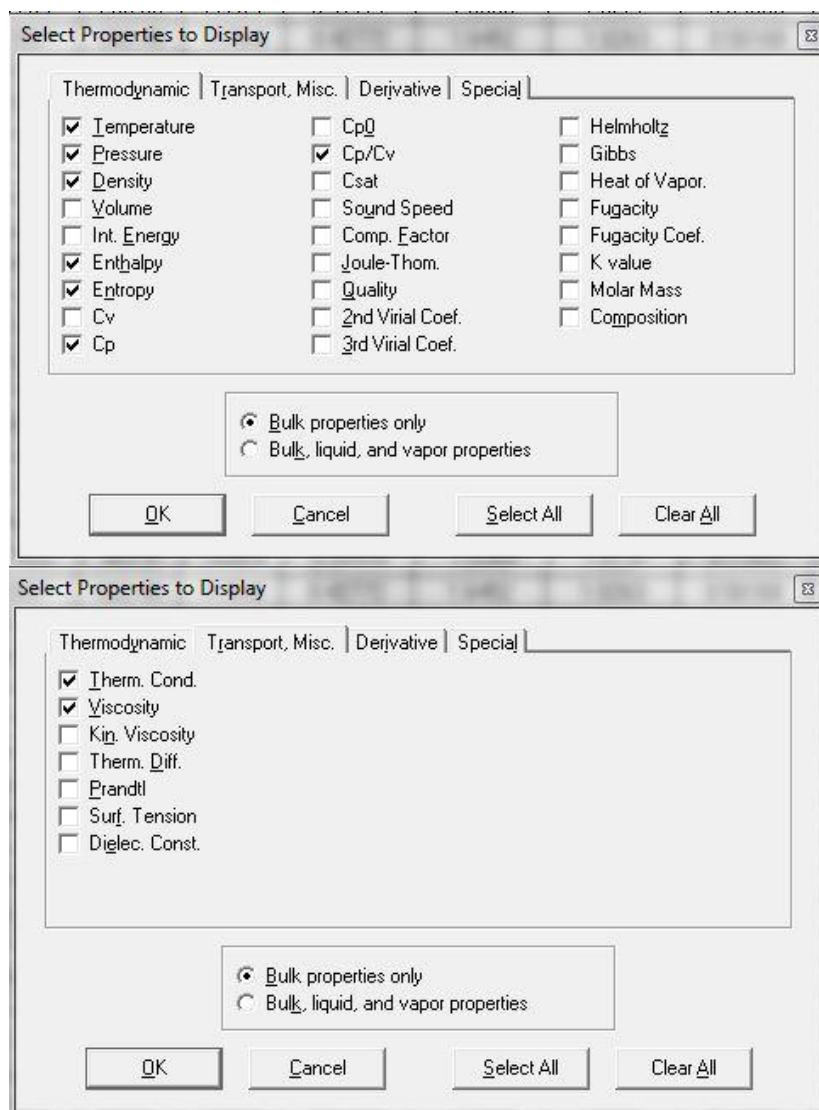 Select Properties to Display
Thermodynamic Transport, Misc. Derivative Special
Temperature Cp0 Helmholtz
Pressure Cp/Cv Gibbs
Density Csat Heat of Vapor.
Volume Sound Speed Fugacity
Int. Energy Comp. Factor Fugacity Coef.
Enthalpy Joule-Thom. K value
Entropy Quality Molar Mass
Cv 2nd Virial Coef. Composition
Cp 3rd Virial Coef.
Bulk properties only
Bulk, liquid, and vapor properties
OK Cancel Select All Clear All
Select Properties to Display
Thermodynamic Transport, Misc. Derivative Special
Therm. Cond.
Viscosity
Kin. Viscosity
Therm. Diff.
Prandtl
Surf. Tension
Dielec. Const.
Bulk properties only
Bulk, liquid, and vapor properties
OK Cancel Select All Clear All